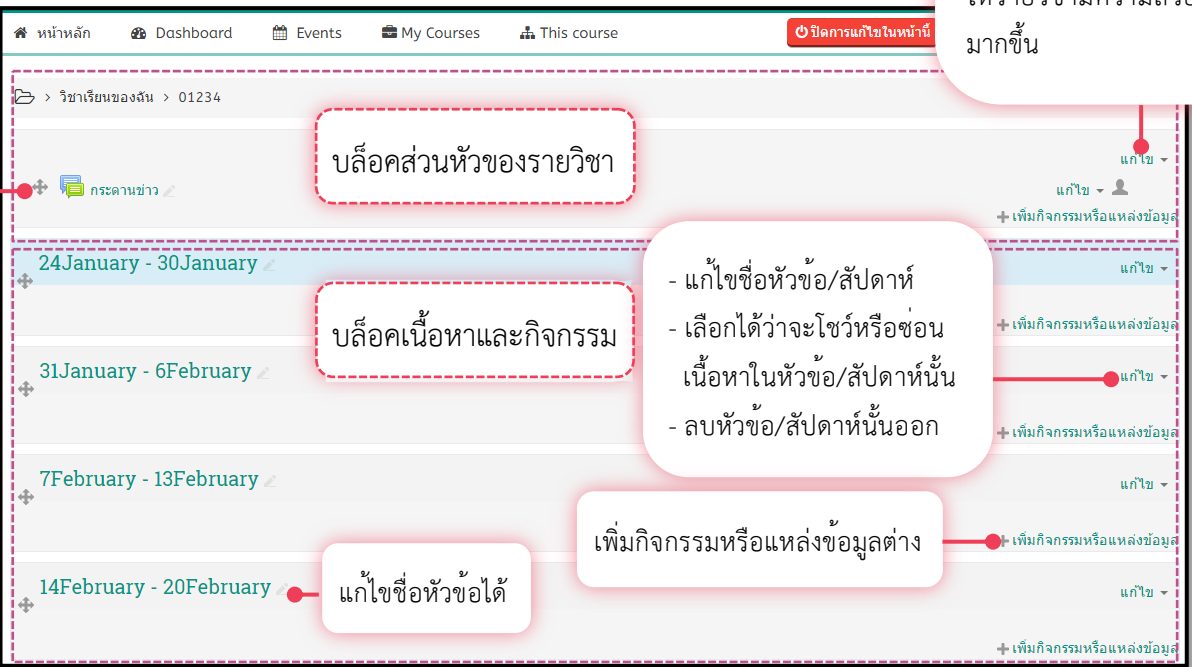 มากขึ้น
หน้าหลัก Dashboard Events My Courses This course ปิดการแก้ไขในหน้านี้
> วิชาเรียนของฉัน > 01234
บล็อคส่วนหัวของรายวิชา
แก้ไข
กระดานข่าว แก้ไข
เพิ่มกิจกรรมหรือแหล่งข้อมูล
24January - 30January แก้ไข
บล็อคเนื้อหาและกิจกรรม
- แก้ไขชื่อหัวข้อ/สัปดาห์
- เลือกได้ว่าจะโชว์หรือซ่อน
เนื้อหาในหัวข้อ/สัปดาห์นั้น
- ลบหัวข้อ/สัปดาห์นั้นออก
เพิ่มกิจกรรมหรือแหล่งข้อมูล
31January - 6February แก้ไข
เพิ่มกิจกรรมหรือแหล่งข้อมูล
7February - 13February แก้ไข
เพิ่มกิจกรรมหรือแหล่งข้อมูลต่าง
เพิ่มกิจกรรมหรือแหล่งข้อมูล
14February - 20February แก้ไข
แก้ไขชื่อหัวข้อได้
เพิ่มกิจกรรมหรือแหล่งข้อมูล